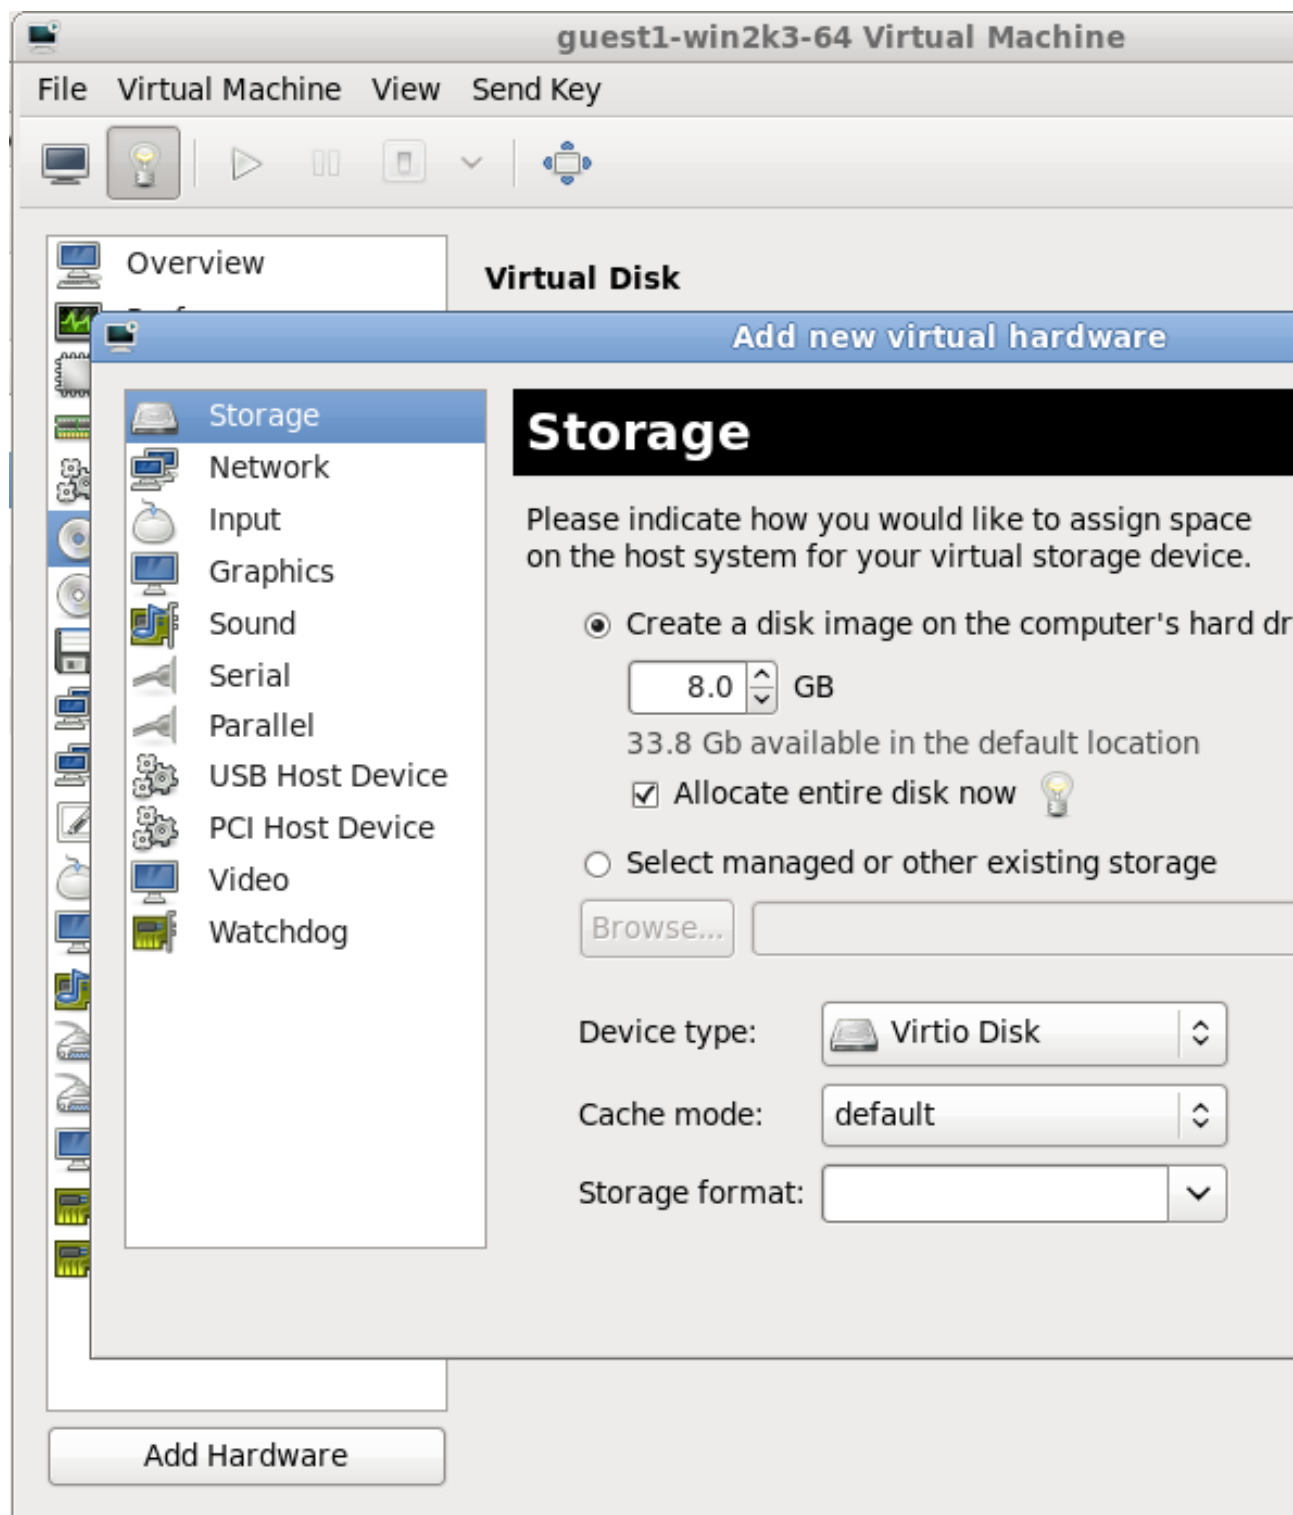 guest1-win2k3-64 Virtual Machine
File Virtual Machine View Send Key
Overview
Virtual Disk
Add new virtual hardware
Storage
Network
Input
Graphics
Sound
Serial
Parallel
USB Host Device
PCI Host Device
Video
Watchdog
Storage
Please indicate how you would like to assign space
on the host system for your virtual storage device.
Create a disk image on the computer's hard dr
8.0 GB
33.8 Gb available in the default location
Allocate entire disk now
Select managed or other existing storage
Browse...
Device type: Virtio Disk
Cache mode: default
Storage format:
Add Hardware